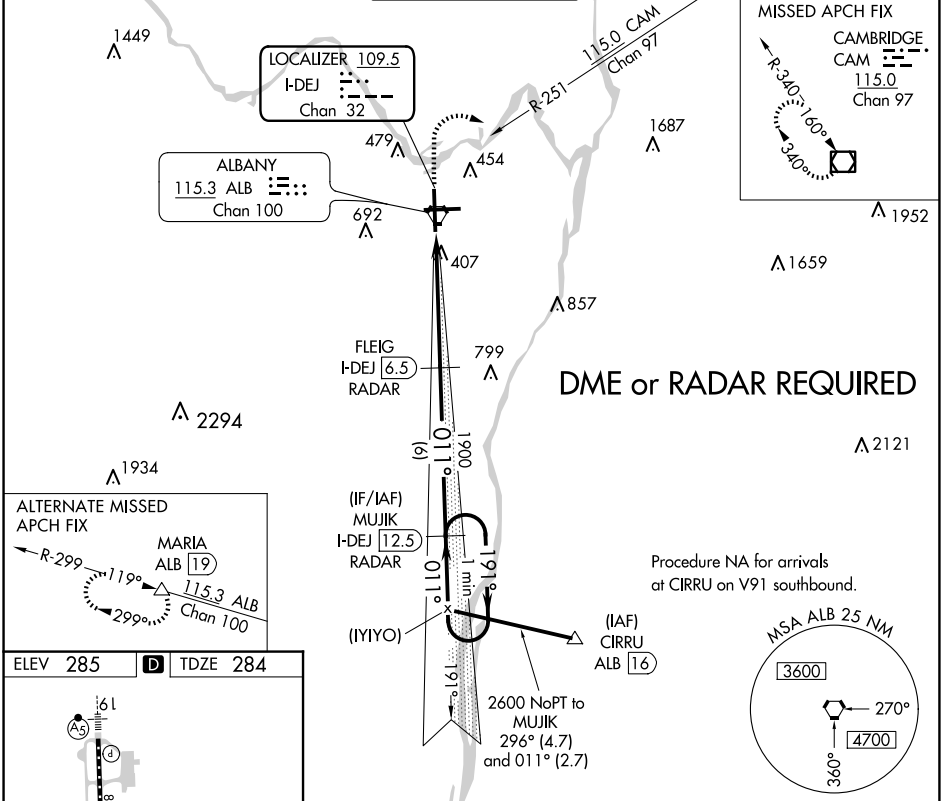 1449
LOCALIZER 109.5
I-DEJ
Chan 32
115.0 CAM
Chan 97
R-251
MISSED APCH FIX
CAMBRIDGE
CAM
115.0
Chan 97
R-340
160°
340°
479
454
1687
ALBANY
115.3 ALB
Chan 100
692
1952
407
1659
857
FLEIG
I-DEJ 6.5
RADAR
799
DME or RADAR REQUIRED
2294
011°
(6)
1900
2121
1934
ALTERNATE MISSED
APCH FIX
R-299
119°
299°
MARIA
ALB 19
115.3 ALB
Chan 100
(IF/IAF)
MUJIK
I-DEJ 12.5
RADAR
011°
1 min
191°
Procedure NA for arrivals
at CIRRU on V91 southbound.
(IYIYO)
(IAF)
CIRRU
ALB 16
191°
2600 NoPT to
MUJIK
296° (4.7)
and 011° (2.7)
MSA ALB 25 NM
3600
270°
4700
360°
ELEV 285
D
TDZE 284
19
A5
P
8